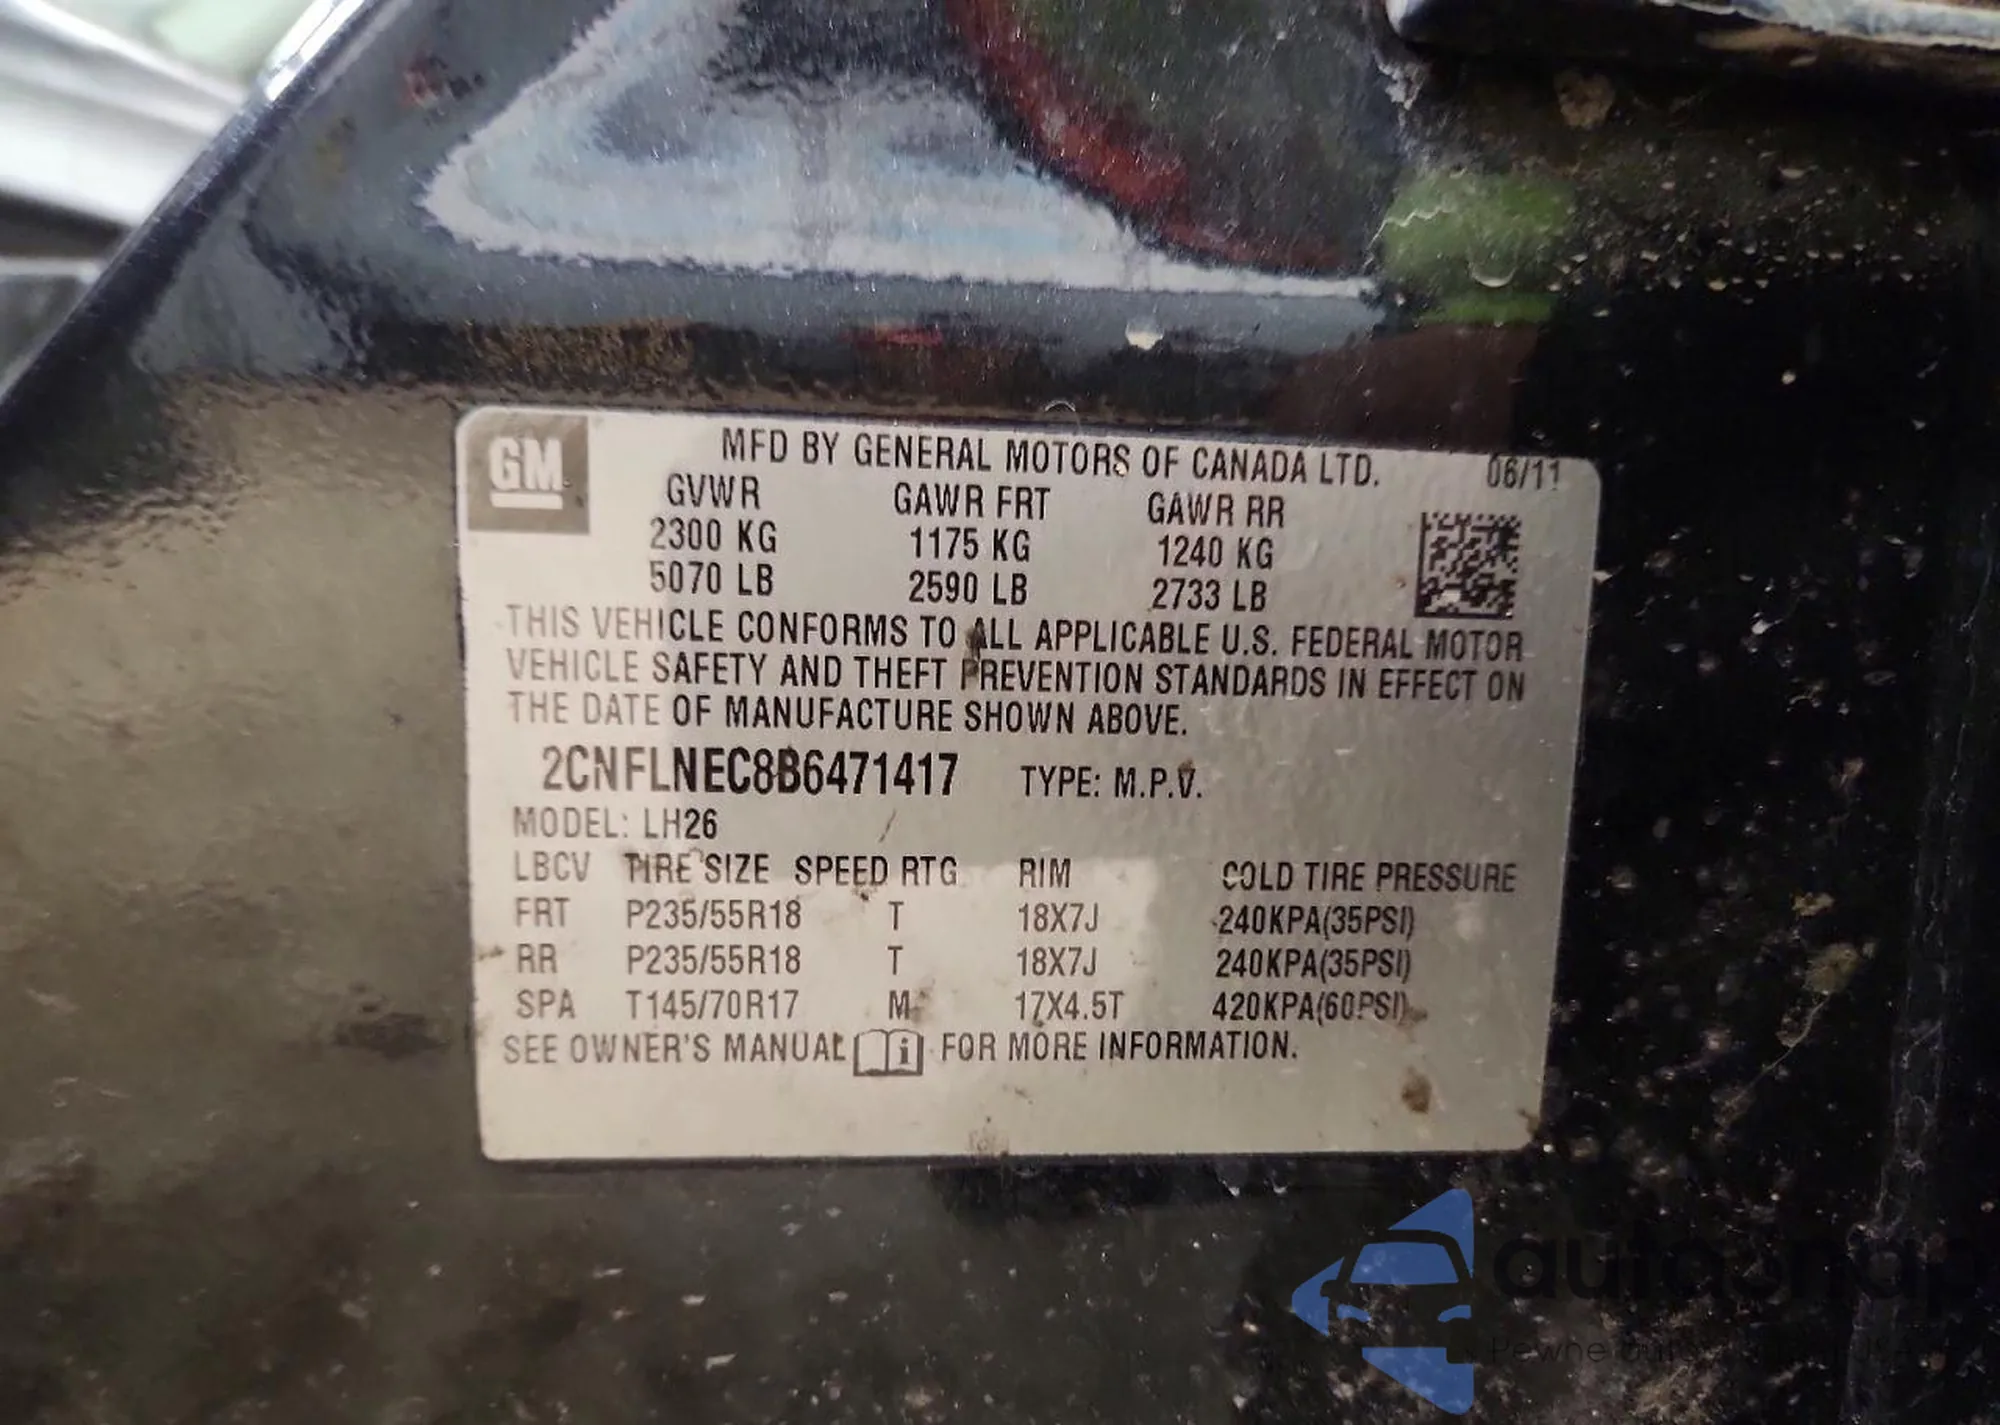 GM
MFD BY GENERAL MOTORS OF CANADA LTD. 06/11
GVWR GAWR FRT GAWR RR
2300 KG 1175 KG 1240 KG
5070 LB 2590 LB 2733 LB
THIS VEHICLE CONFORMS TO ALL APPLICABLE U.S. FEDERAL MOTOR
VEHICLE SAFETY AND THEFT PREVENTION STANDARDS IN EFFECT ON
THE DATE OF MANUFACTURE SHOWN ABOVE.
2CNFLNEC8B6471417 TYPE: M.P.V.
MODEL: LH26
LBCV TIRE SIZE SPEED RTG RIM COLD TIRE PRESSURE
FRT P235/55R18 T 18X7J 240KPA(35PSI)
RR P235/55R18 T 18X7J 240KPA(35PSI)
SPA T145/70R17 M 17X4.5T 420KPA(60PSI)
SEE OWNER'S MANUAL i FOR MORE INFORMATION.
autosnap
Pewne auto USA